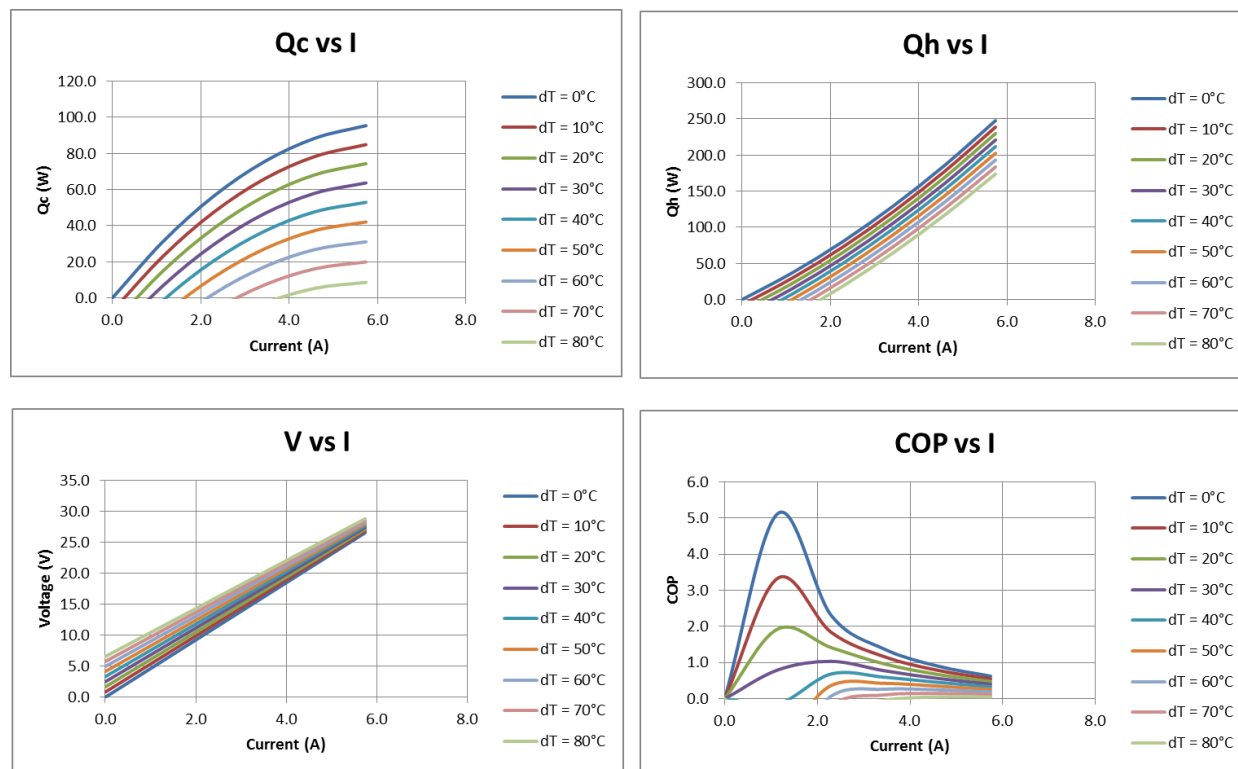 Qc vs I
120.0
100.0
80.0
60.0
40.0
20.0
0.0
Qc (W)
0.0 2.0 4.0 6.0 8.0
Current (A)
dT = 0°C
dT = 10°C
dT = 20°C
dT = 30°C
dT = 40°C
dT = 50°C
dT = 60°C
dT = 70°C
dT = 80°C
Qh vs I
300.0
250.0
200.0
150.0
100.0
50.0
0.0
Qh (W)
0.0 2.0 4.0 6.0 8.0
Current (A)
dT = 0°C
dT = 10°C
dT = 20°C
dT = 30°C
dT = 40°C
dT = 50°C
dT = 60°C
dT = 70°C
dT = 80°C
V vs I
35.0
30.0
25.0
20.0
15.0
10.0
5.0
0.0
Voltage (V)
0.0 2.0 4.0 6.0 8.0
Current (A)
dT = 0°C
dT = 10°C
dT = 20°C
dT = 30°C
dT = 40°C
dT = 50°C
dT = 60°C
dT = 70°C
dT = 80°C
COP vs I
6.0
5.0
4.0
3.0
2.0
1.0
0.0
COP
0.0 2.0 4.0 6.0 8.0
Current (A)
dT = 0°C
dT = 10°C
dT = 20°C
dT = 30°C
dT = 40°C
dT = 50°C
dT = 60°C
dT = 70°C
dT = 80°C